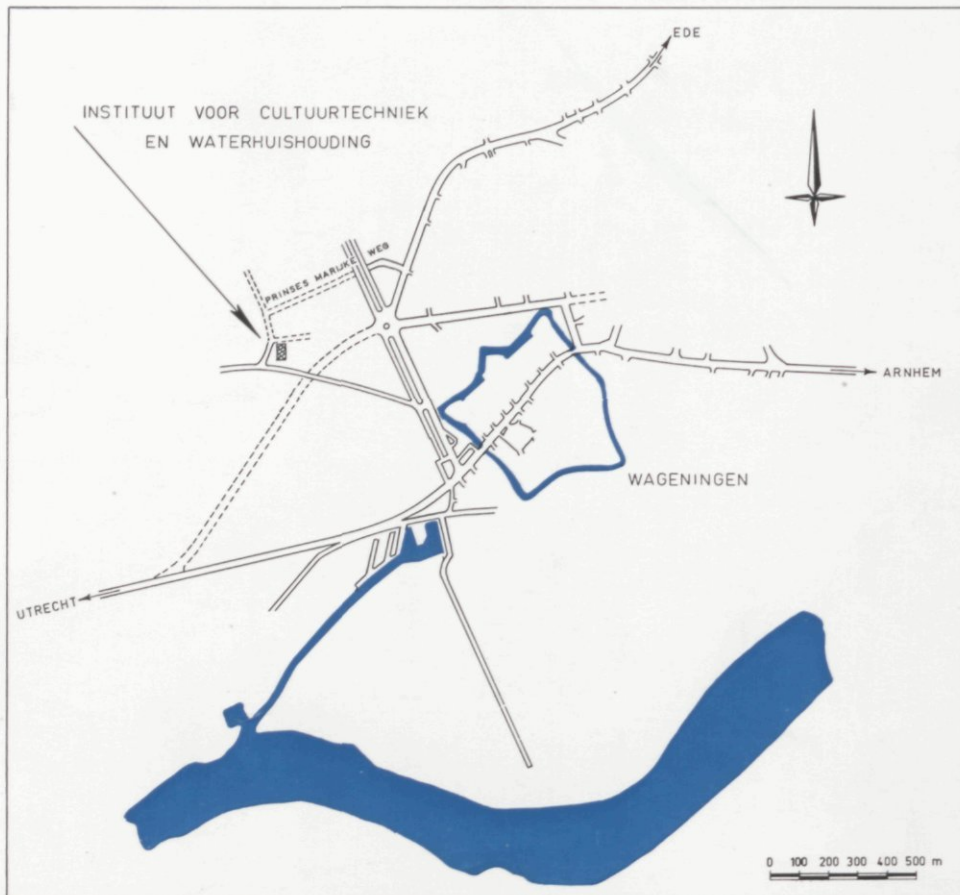 EDE
INSTITUUT VOOR CULTUURTECHNIEK
EN WATERHUISHOUDING
PRINSES MARIJKE WEG
ARNHEM
WAGENINGEN
UTRECHT
0 100 200 300 400 500 m